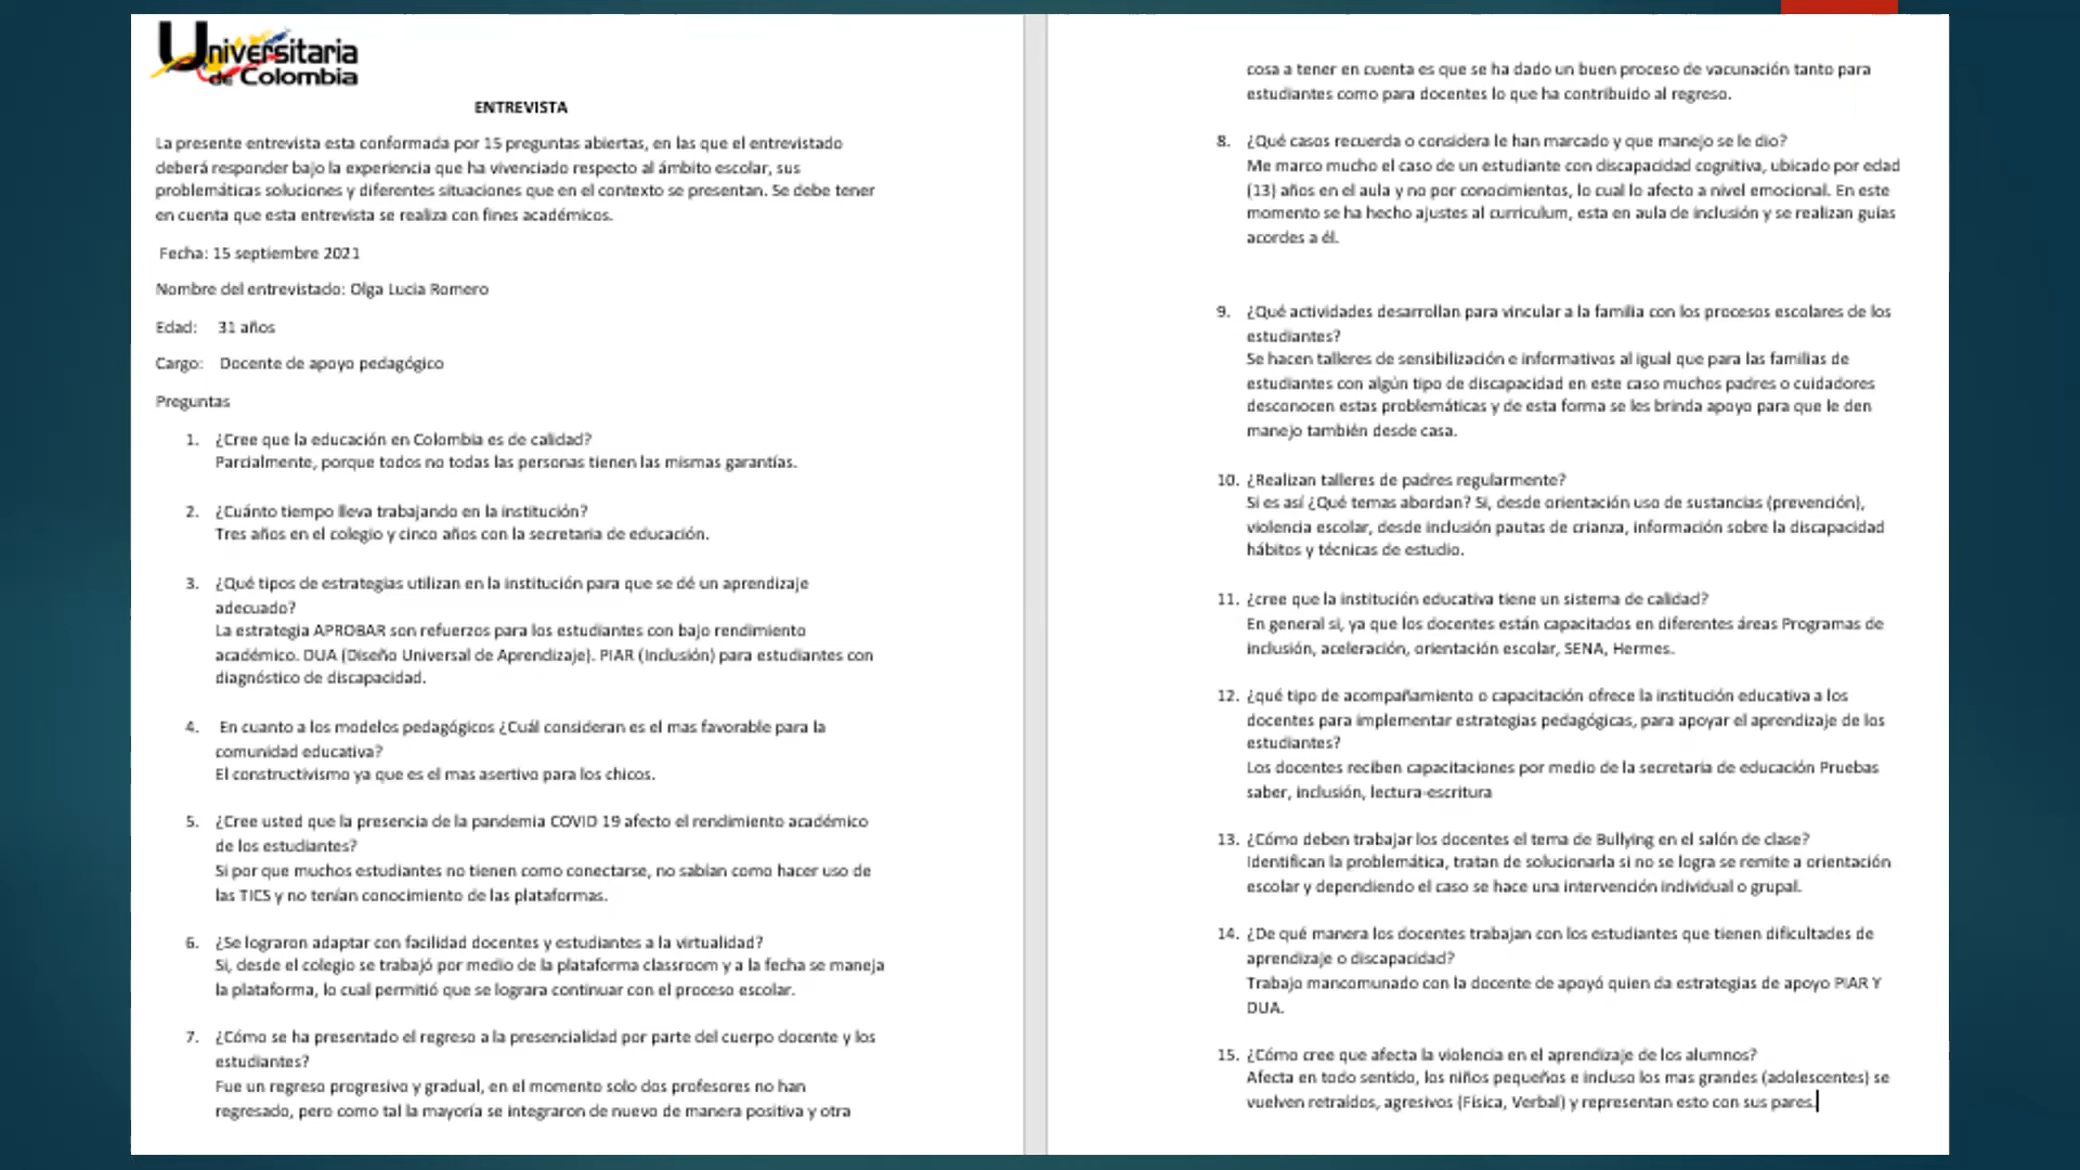 Universitaria
de Colombia
ENTREVISTA
La presente entrevista esta conformada por 15 preguntas abiertas, en las que el entrevistado
deberá responder bajo la experiencia que ha vivenciado respecto al ámbito escolar, sus
problemáticas soluciones y diferentes situaciones que en el contexto se presentan. Se debe tener
en cuenta que esta entrevista se realiza con fines académicos.
Fecha: 15 septiembre 2021
Nombre del entrevistado: Olga Lucia Romero
Edad: 31 años
Cargo: Docente de apoyo pedagógico
Preguntas
1. ¿Cree que la educación en Colombia es de calidad?
Parcialmente, porque todos no todas las personas tienen las mismas garantías.
2. ¿Cuánto tiempo lleva trabajando en la institución?
Tres años en el colegio y cinco años con la secretaria de educación.
3. ¿Qué tipos de estrategias utilizan en la institución para que se dé un aprendizaje
adecuado?
La estrategia APROBAR son refuerzos para los estudiantes con bajo rendimiento
académico. DUA (Diseño Universal de Aprendizaje). PIAR (Inclusión) para estudiantes con
diagnóstico de discapacidad.
4. En cuanto a los modelos pedagógicos ¿Cuál consideran es el mas favorable para la
comunidad educativa?
El constructivismo ya que es el mas asertivo para los chicos.
5. ¿Cree usted que la presencia de la pandemia COVID 19 afecto el rendimiento académico
de los estudiantes?
Si por que muchos estudiantes no tienen como conectarse, no sabían como hacer uso de
las TICS y no tenían conocimiento de las plataformas.
6. ¿Se lograron adaptar con facilidad docentes y estudiantes a la virtualidad?
Si, desde el colegio se trabajó por medio de la plataforma classroom y a la fecha se maneja
la plataforma, lo cual permitió que se lograra continuar con el proceso escolar.
7. ¿Cómo se ha presentado el regreso a la presencialidad por parte del cuerpo docente y los
estudiantes?
Fue un regreso progresivo y gradual, en el momento solo dos profesores no han
regresado, pero como tal la mayoría se integraron de nuevo de manera positiva y otra
cosa a tener en cuenta es que se ha dado un buen proceso de vacunación tanto para
estudiantes como para docentes lo que ha contribuido al regreso.
8. ¿Qué casos recuerda o considera le han marcado y que manejo se le dio?
Me marco mucho el caso de un estudiante con discapacidad cognitiva, ubicado por edad
(13) años en el aula y no por conocimientos, lo cual lo afecto a nivel emocional. En este
momento se ha hecho ajustes al curriculum, esta en aula de inclusión y se realizan guías
acordes a él.
9. ¿Qué actividades desarrollan para vincular a la familia con los procesos escolares de los
estudiantes?
Se hacen talleres de sensibilización e informativos al igual que para las familias de
estudiantes con algún tipo de discapacidad en este caso muchos padres o cuidadores
desconocen estas problemáticas y de esta forma se les brinda apoyo para que le den
manejo también desde casa.
10. ¿Realizan talleres de padres regularmente?
Si es así ¿Qué temas abordan? Si, desde orientación uso de sustancias (prevención),
violencia escolar, desde inclusión pautas de crianza, información sobre la discapacidad
hábitos y técnicas de estudio.
11. ¿cree que la institución educativa tiene un sistema de calidad?
En general si, ya que los docentes están capacitados en diferentes áreas Programas de
inclusión, aceleración, orientación escolar, SENA, Hermes.
12. ¿qué tipo de acompañamiento o capacitación ofrece la institución educativa a los
docentes para implementar estrategias pedagógicas, para apoyar el aprendizaje de los
estudiantes?
Los docentes reciben capacitaciones por medio de la secretaria de educación Pruebas
saber, inclusión, lectura-escritura
13. ¿Cómo deben trabajar los docentes el tema de Bullying en el salón de clase?
Identifican la problemática, tratan de solucionarla si no se logra se remite a orientación
escolar y dependiendo el caso se hace una intervención individual o grupal.
14. ¿De qué manera los docentes trabajan con los estudiantes que tienen dificultades de
aprendizaje o discapacidad?
Trabajo mancomunado con la docente de apoyó quien da estrategias de apoyo PIAR Y
DUA.
15. ¿Cómo cree que afecta la violencia en el aprendizaje de los alumnos?
Afecta en todo sentido, los niños pequeños e incluso los mas grandes (adolescentes) se
vuelven retraídos, agresivos (Física, Verbal) y representan esto con sus pares.